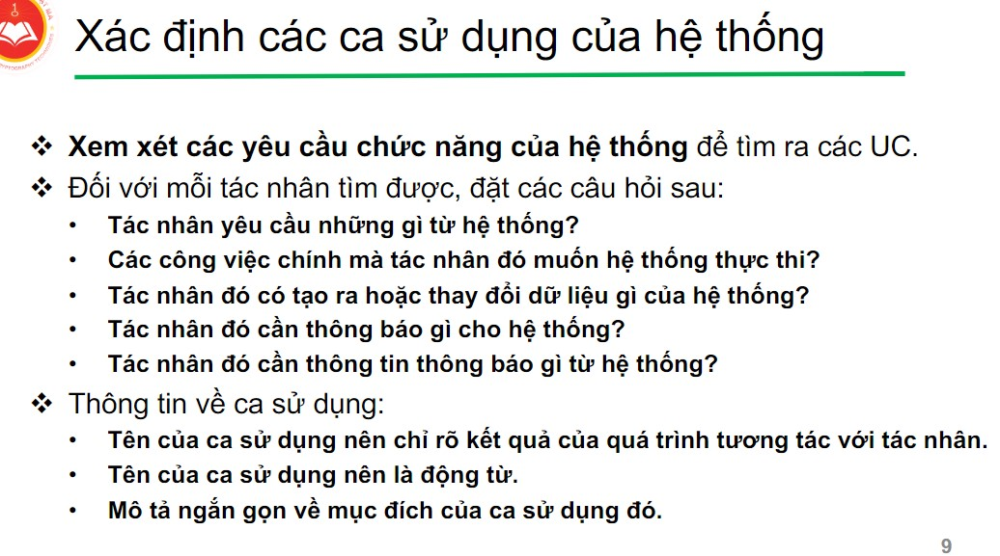 Xác định các ca sử dụng của hệ thống
❖ Xem xét các yêu cầu chức năng của hệ thống để tìm ra các UC.
❖ Đối với mỗi tác nhân tìm được, đặt các câu hỏi sau:
• Tác nhân yêu cầu những gì từ hệ thống?
• Các công việc chính mà tác nhân đó muốn hệ thống thực thi?
• Tác nhân đó có tạo ra hoặc thay đổi dữ liệu gì của hệ thống?
• Tác nhân đó cần thông báo gì cho hệ thống?
• Tác nhân đó cần thông tin thông báo gì từ hệ thống?
❖ Thông tin về ca sử dụng:
• Tên của ca sử dụng nên chỉ rõ kết quả của quá trình tương tác với tác nhân.
• Tên của ca sử dụng nên là động từ.
• Mô tả ngắn gọn về mục đích của ca sử dụng đó.
9